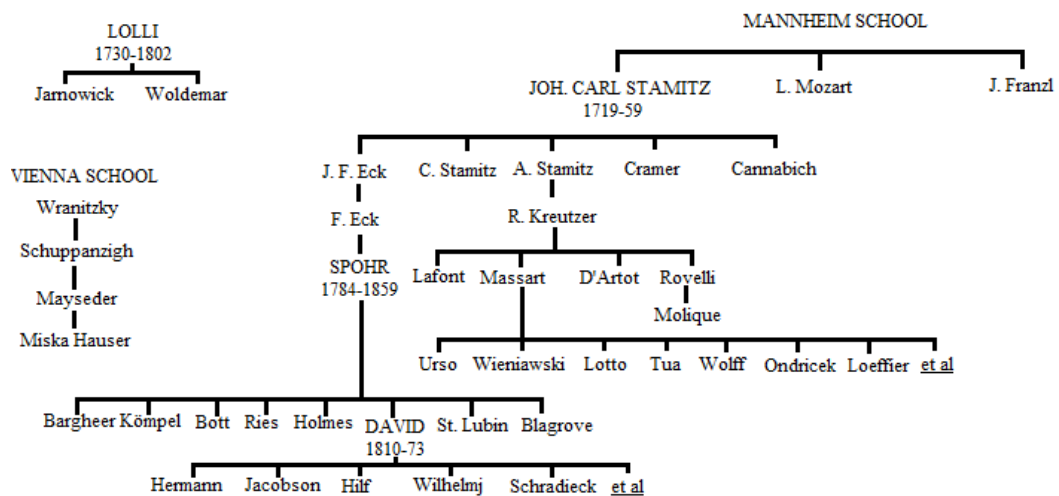 MANNHEIM SCHOOL
LOLLI
1730-1802
Jarnowick Woldemar
JOH. CARL STAMITZ
1719-59
L. Mozart
J. Franzl
VIENNA SCHOOL
Wranitzky
Schuppanzigh
Mayseder
Miska Hauser
J. F. Eck C. Stamitz A. Stamitz Cramer Cannabich
F. Eck
R. Kreutzer
SPOHR
1784-1859
Lafont Massart D'Artot Rovelli
Molique
Urso Wieniawski Lotto Tua Wolff Ondricek Loeffier et al
Bargheer Kömpel Bott Ries Holmes DAVID St. Lubin Blagrove
1810-73
Hermann Jacobson Hilf Wilhelmj Schradieck et al